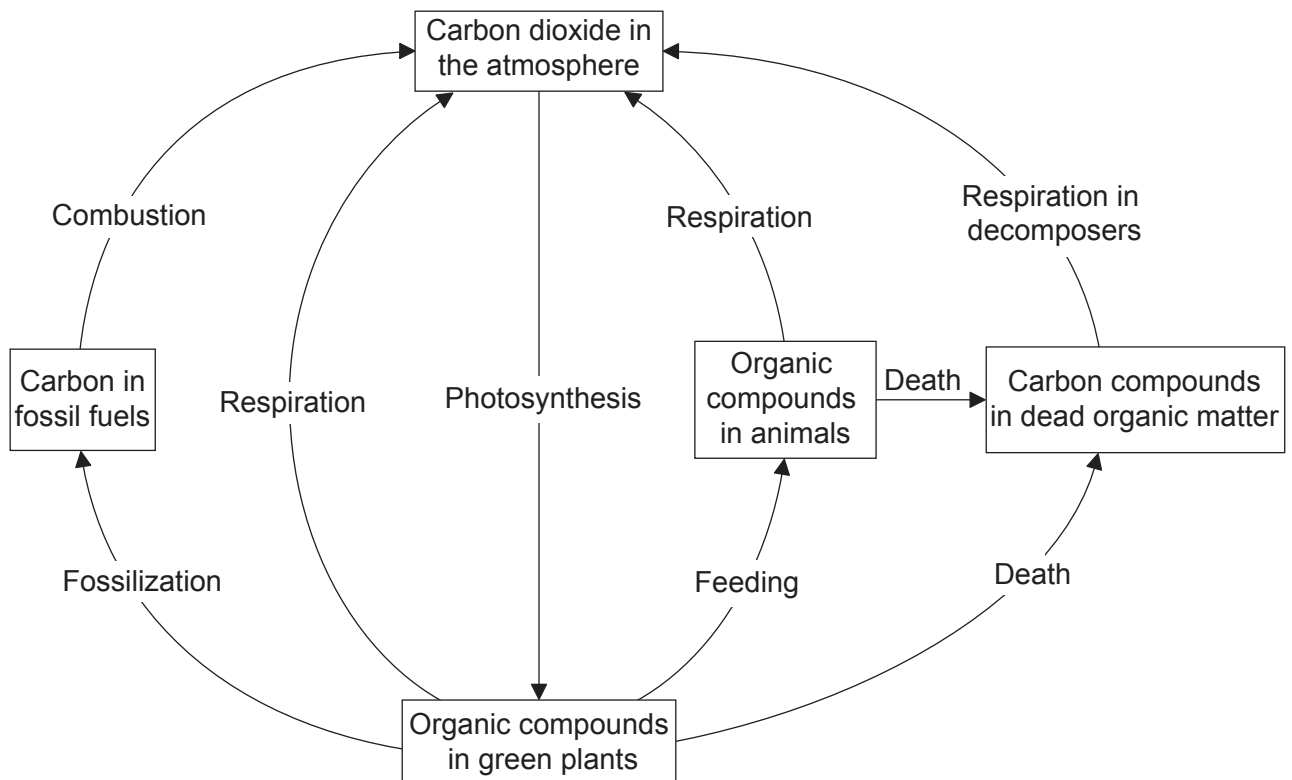 Carbon dioxide in
the atmosphere
Combustion
Respiration
Respiration in
decomposers
Carbon in
fossil fuels
Respiration
Photosynthesis
Organic
compounds
in animals
Death
Carbon compounds
in dead organic matter
Fossilization
Feeding
Death
Organic compounds
in green plants